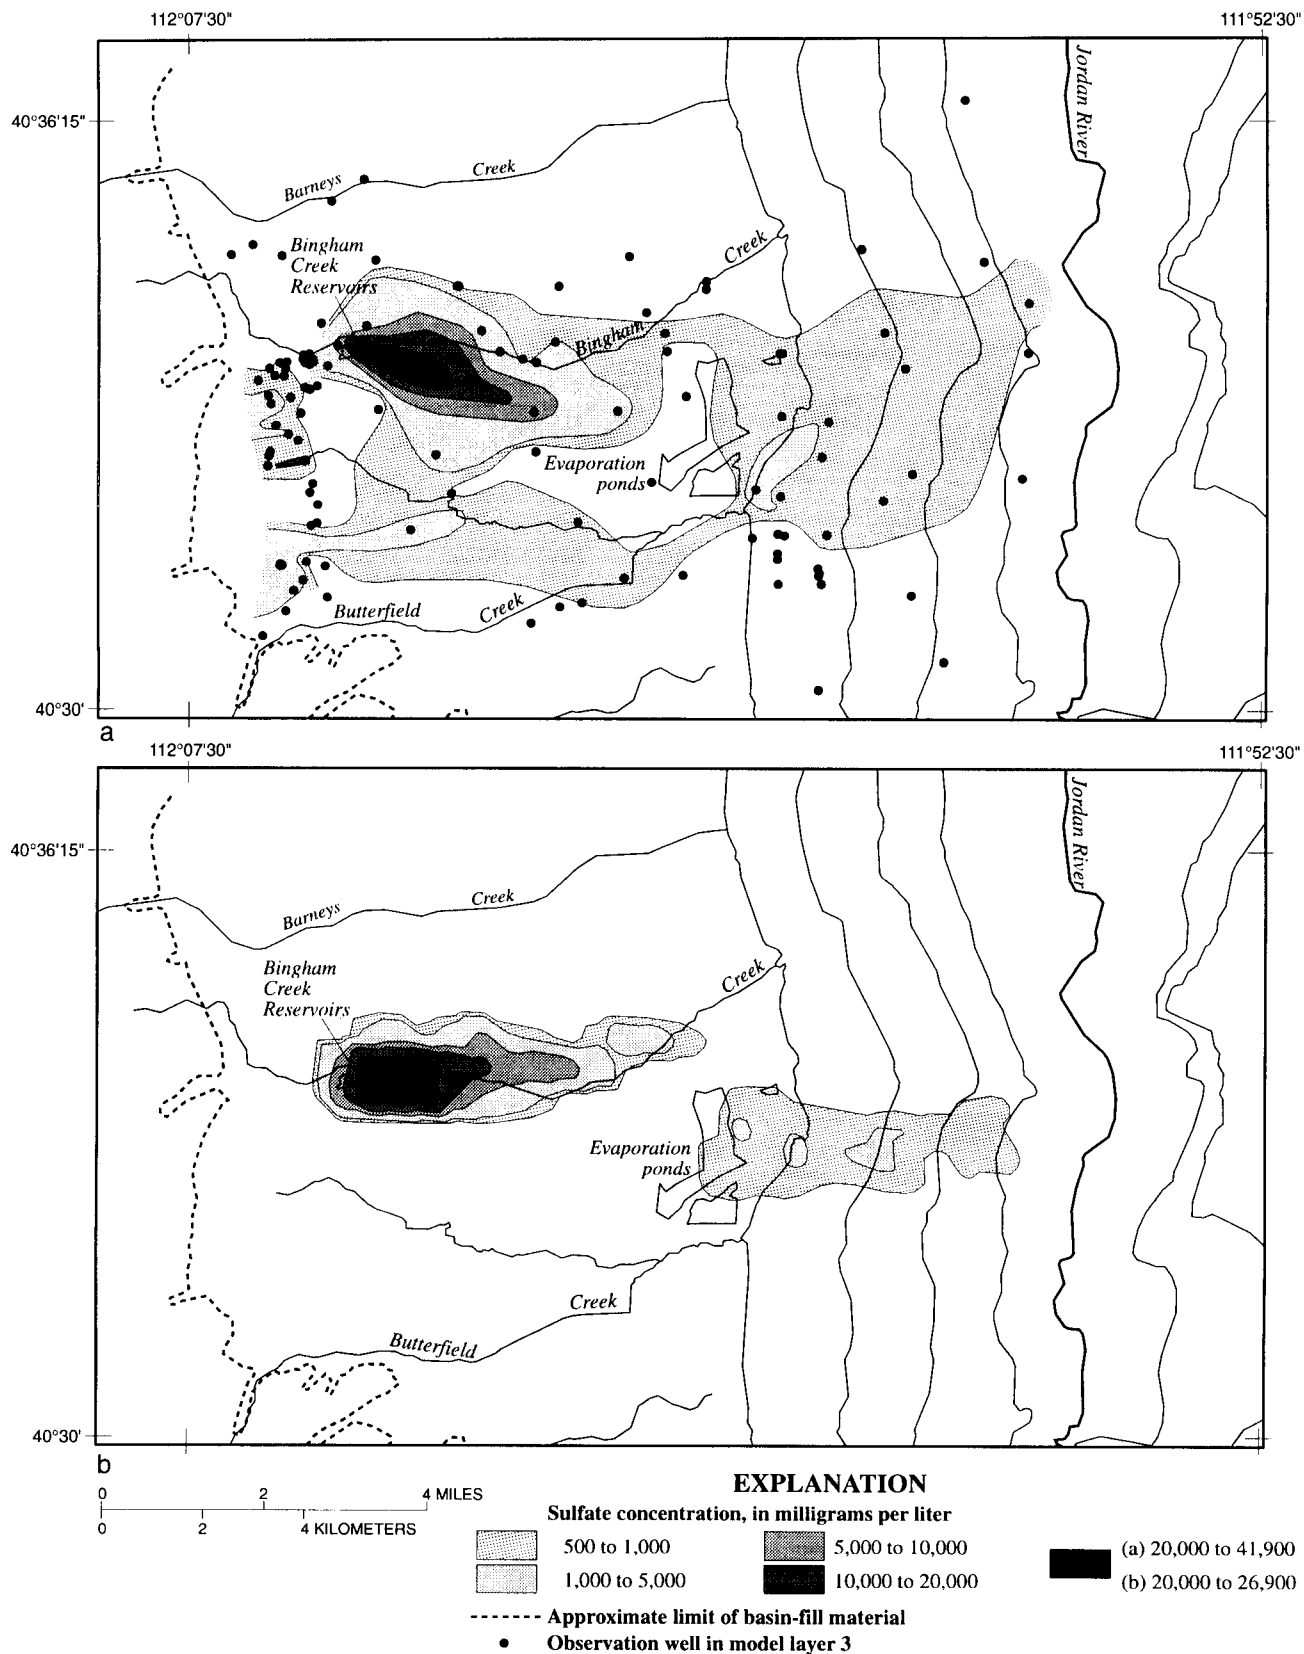 112°07'30"
111°52'30"
40°36'15"
Jordan River
Barneys
Creek
Bingham
Creek
Reservoirs
Creek
Bingham
Evaporation
ponds
Butterfield
Creek
40°30'
a
112°07'30"
111°52'30"
40°36'15"
Jordan River
Barneys
Creek
Bingham
Creek
Reservoirs
Creek
Evaporation
ponds
Creek
Butterfield
40°30'
b
0 2 4 MILES
0 2 4 KILOMETERS
EXPLANATION
Sulfate concentration, in milligrams per liter
500 to 1,000
5,000 to 10,000
(a) 20,000 to 41,900
1,000 to 5,000
10,000 to 20,000
(b) 20,000 to 26,900
Approximate limit of basin-fill material
Observation well in model layer 3